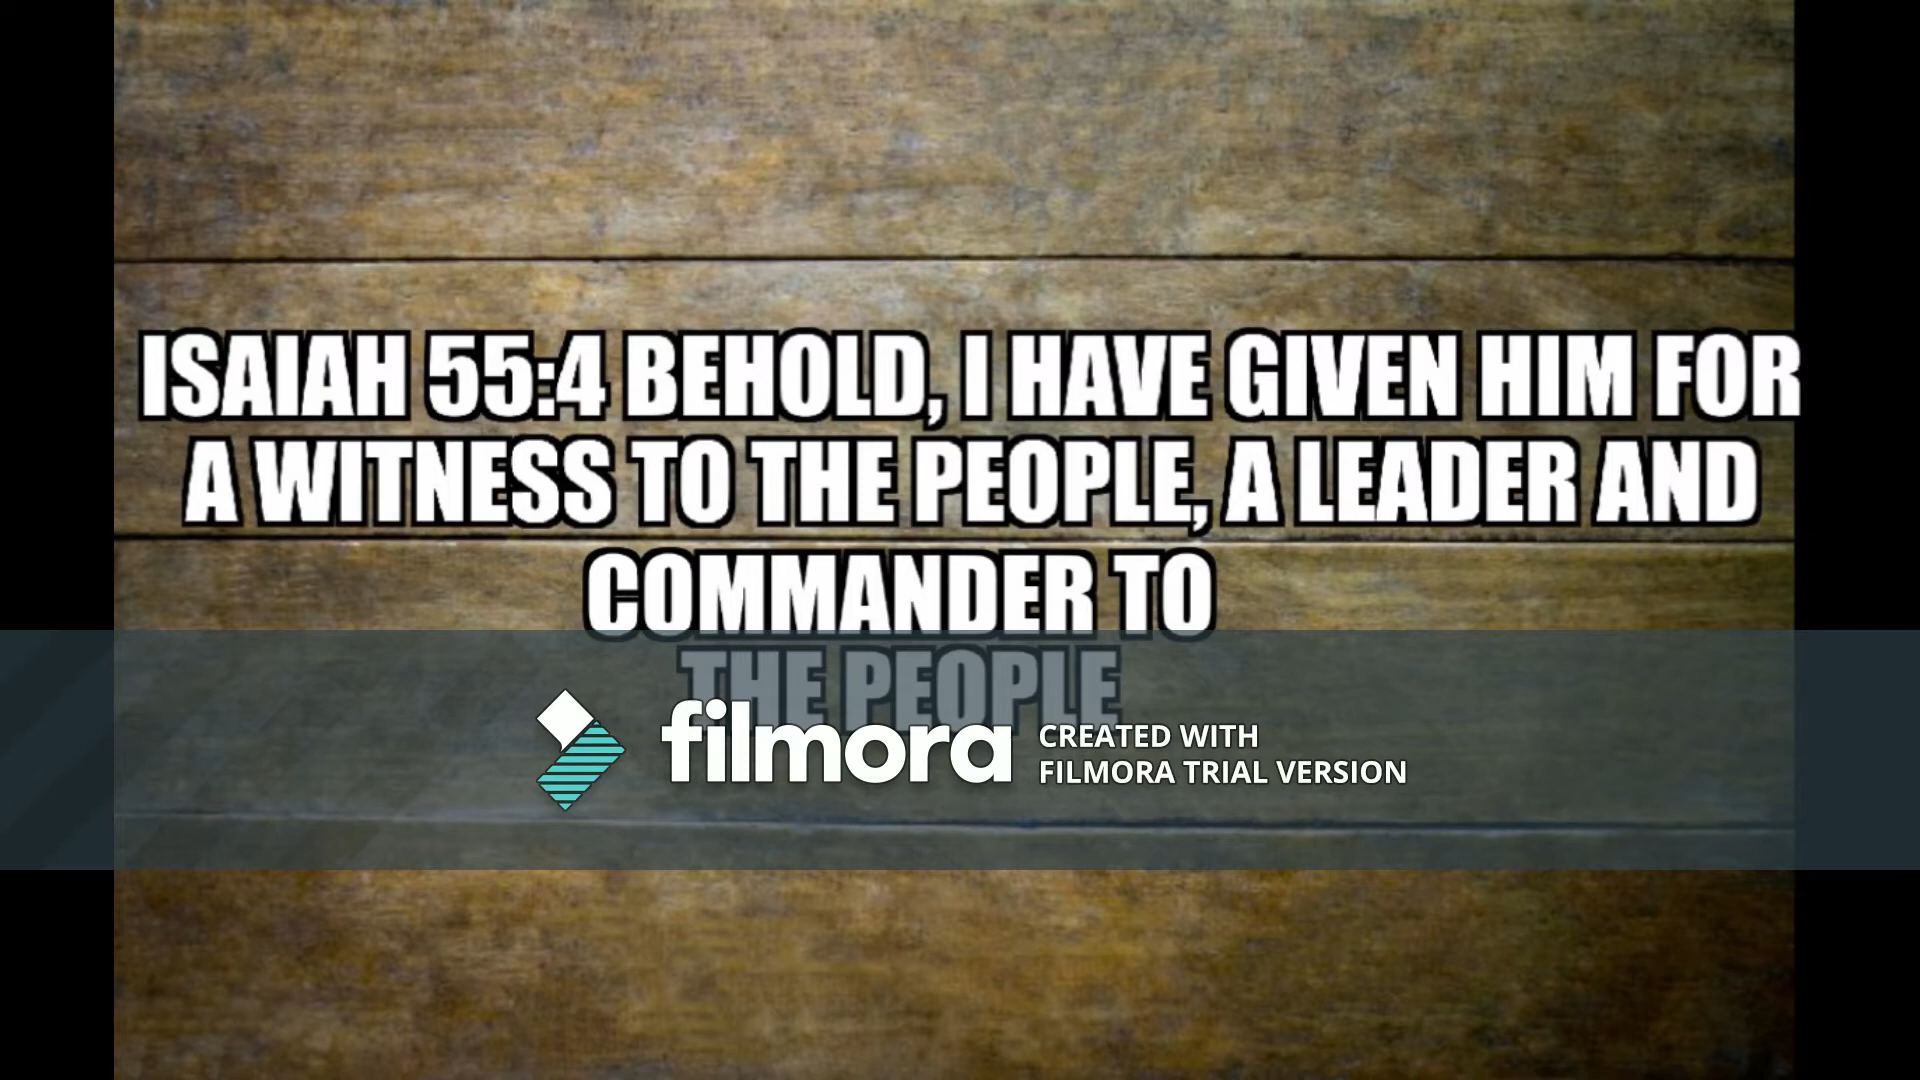 ISAIAH 55:4 BEHOLD, I HAVE GIVEN HIM FOR
A WITNESS TO THE PEOPLE, A LEADER AND
COMMANDER TO
THE PEOPLE
filmora
CREATED WITH
FILMORA TRIAL VERSION